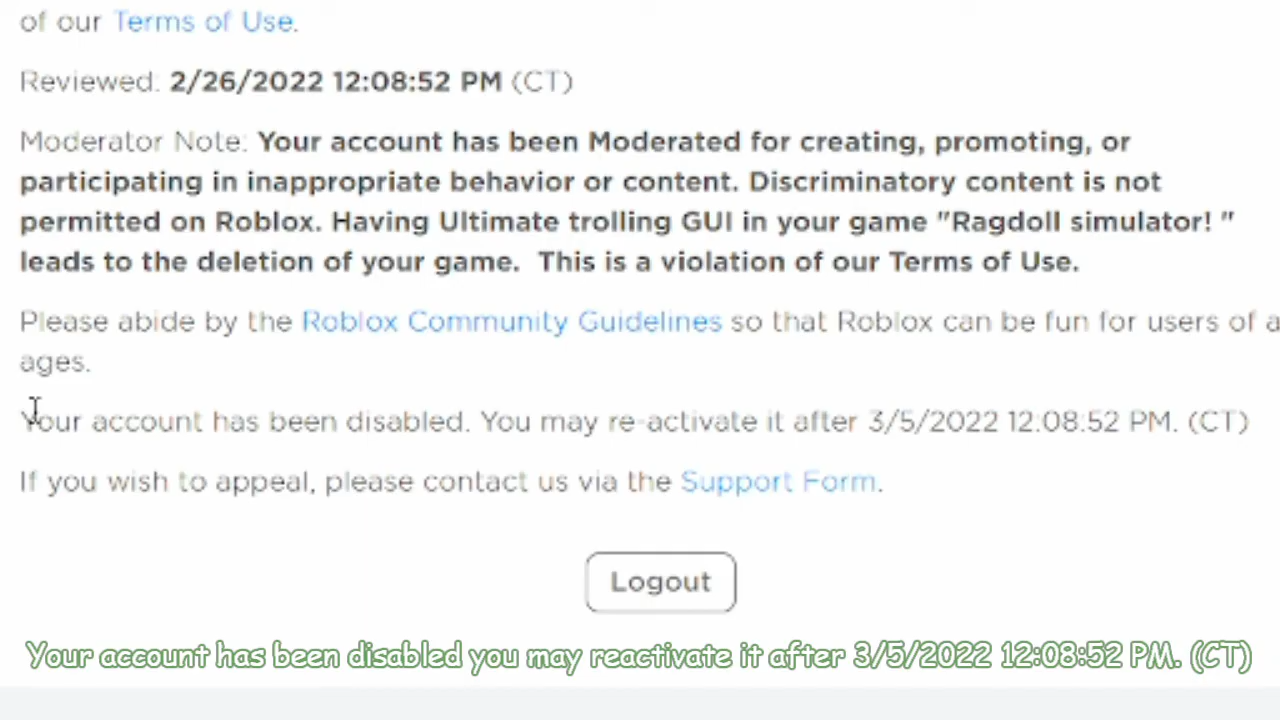 of our Terms of Use.
Reviewed: 2/26/2022 12:08:52 PM (CT)
Moderator Note: Your account has been Moderated for creating, promoting, or
participating in inappropriate behavior or content. Discriminatory content is not
permitted on Roblox. Having Ultimate trolling GUI in your game "Ragdoll simulator! "
leads to the deletion of your game. This is a violation of our Terms of Use.
Please abide by the Roblox Community Guidelines so that Roblox can be fun for users of a
ages.
Your account has been disabled. You may re-activate it after 3/5/2022 12:08:52 PM. (CT)
If you wish to appeal, please contact us via the Support Form.
Logout
Your account has been disabled you may reactivate it after 3/5/2022 12:08:52 PM. (CT)